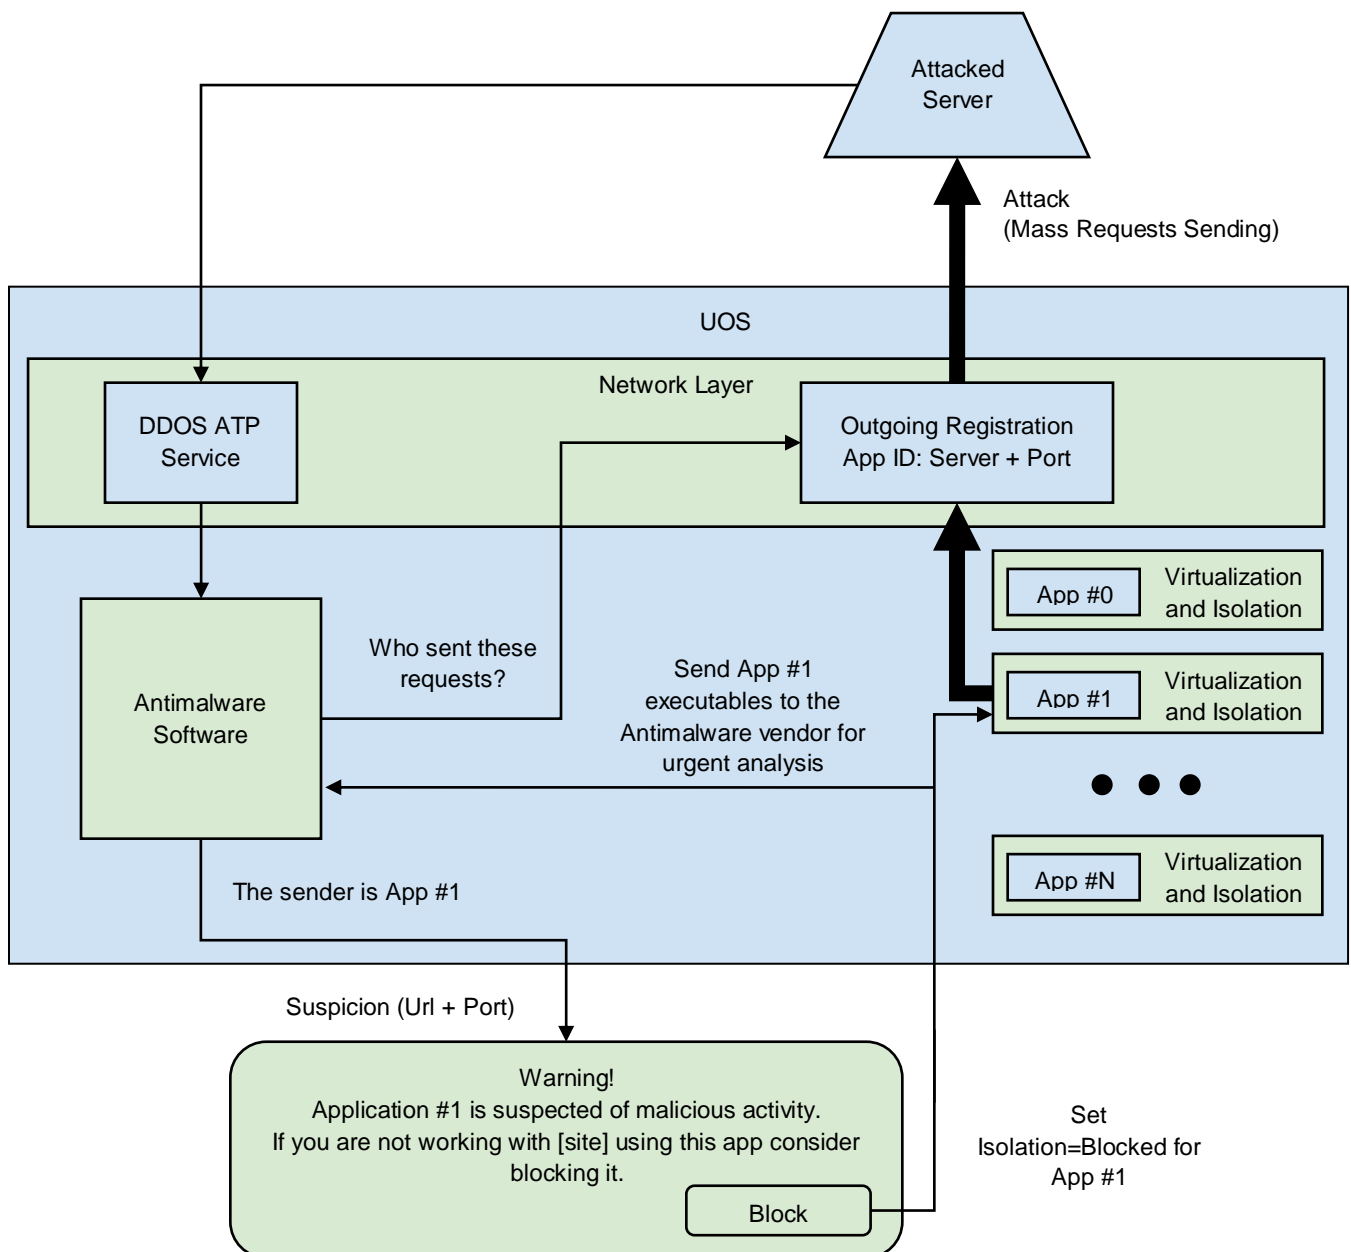 Attacked
Server
Attack
(Mass Requests Sending)
UOS
Network Layer
DDOS ATP
Service
Outgoing Registration
App ID: Server + Port
App #0
Virtualization
and Isolation
Who sent these
requests?
Send App #1
executables to the
Antimalware vendor for
urgent analysis
App #1
Virtualization
and Isolation
Antimalware
Software
App #N
Virtualization
and Isolation
The sender is App #1
Suspicion (Url + Port)
Warning!
Application #1 is suspected of malicious activity.
If you are not working with [site] using this app consider
blocking it.
Block
Set
Isolation=Blocked for
App #1